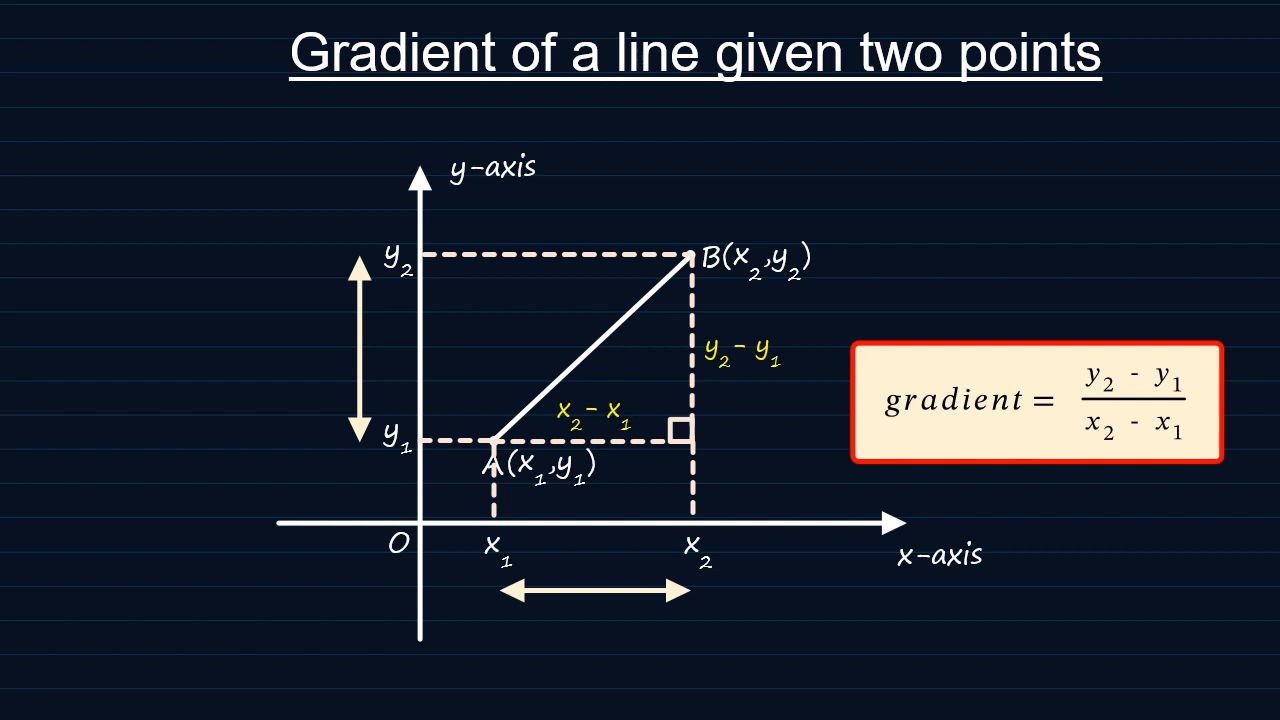 Gradient of a line given two points
y-axis
y₂
B(x₂,y₂)
y₂ - y₁
x₂ - x₁
gradient = y₂ - y₁ / x₂ - x₁
y₁
A(x₁,y₁)
O
x₁
x₂
x-axis